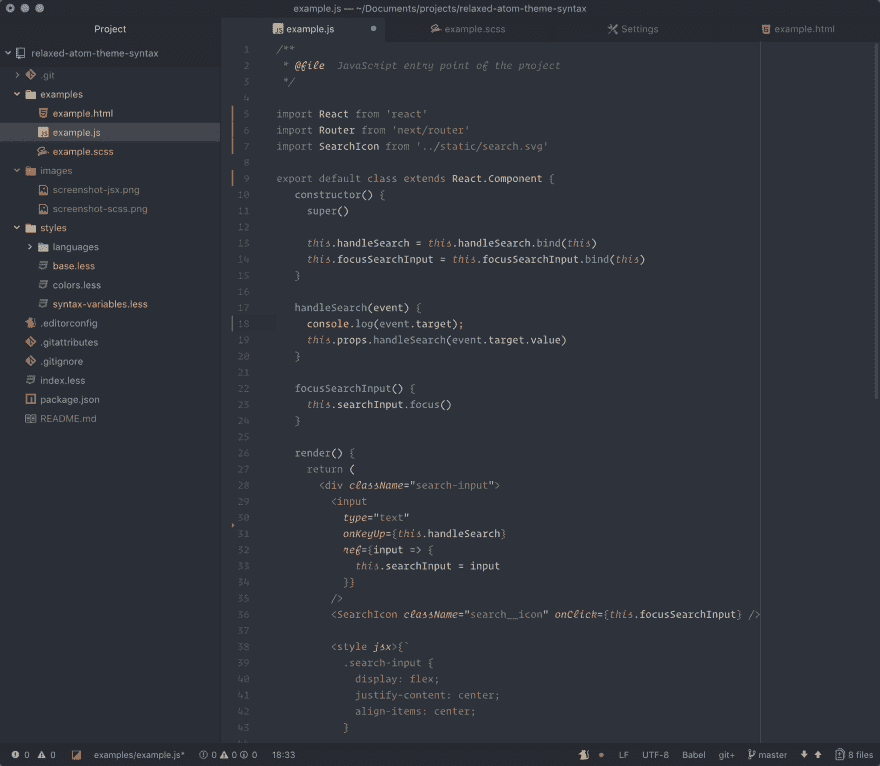 example.js — ~/Documents/projects/relaxed-atom-theme-syntax
Project
example.js
example.scss
Settings
example.html
relaxed-atom-theme-syntax
.git
examples
example.html
example.js
example.scss
images
screenshot-jsx.png
screenshot-scss.png
styles
languages
base.less
colors.less
syntax-variables.less
.editorconfig
.gitattributes
.gitignore
index.less
package.json
README.md
1 /**
2 * @file JavaScript entry point of the project
3 */
4
5 import React from 'react'
6 import Router from 'next/router'
7 import SearchIcon from '../static/search.svg'
8
9 export default class extends React.Component {
10 constructor() {
11 super()
12
13 this.handleSearch = this.handleSearch.bind(this)
14 this.focusSearchInput = this.focusSearchInput.bind(this)
15 }
16
17 handleSearch(event) {
18 console.log(event.target);
19 this.props.handleSearch(event.target.value)
20 }
21
22 focusSearchInput() {
23 this.searchInput.focus()
24 }
25
26 render() {
27 return (
28 <div className="search-input">
29 <input
30 type="text"
31 onKeyUp={this.handleSearch}
32 ref={input => {
33 this.searchInput = input
34 }}
35 />
36 <SearchIcon className="search__icon" onClick={this.focusSearchInput} />
37
38 <style jsx>{`
39 .search-input {
40 display: flex;
41 justify-content: center;
42 align-items: center;
43 }
0 0 examples/example.js* 0 0 0 18:33 LF UTF-8 Babel git+ master 8 files